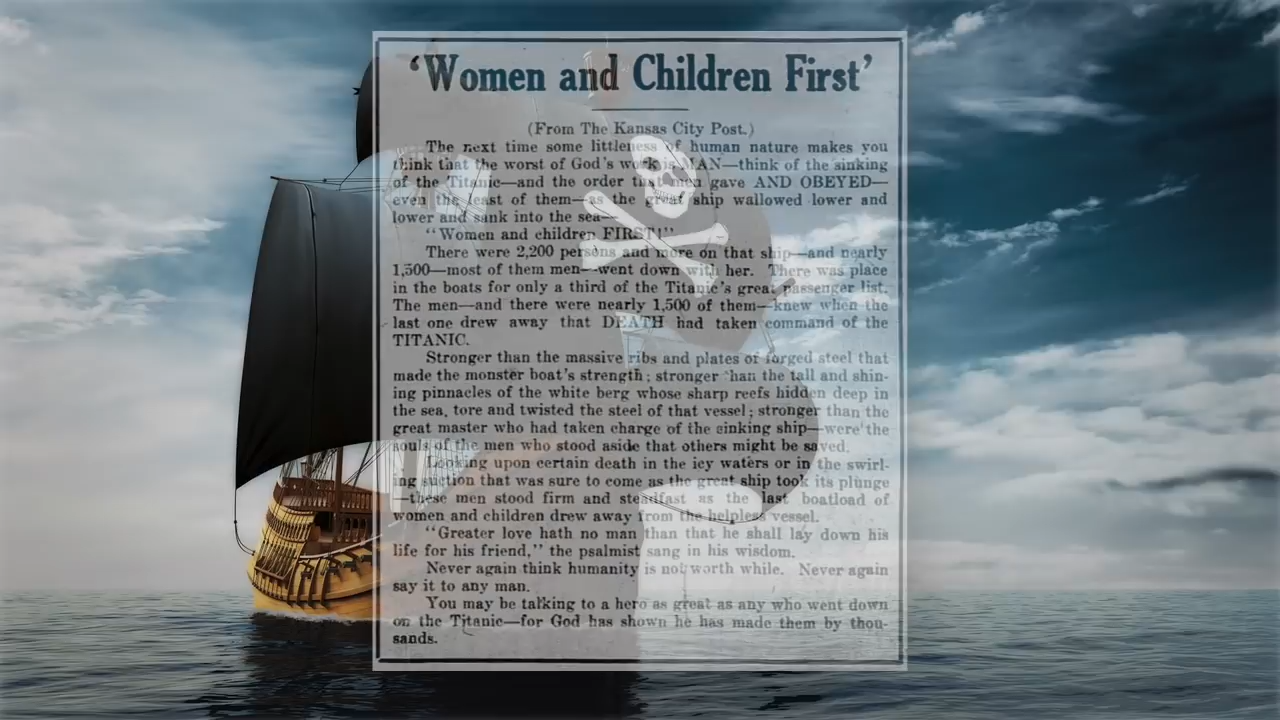 ‘Women and Children First’
(From The Kansas City Post.)
The next time some littleness of human nature makes you
think that the worst of God's work is MAN—think of the sinking
of the Titanic—and the order that men gave AND OBEYED—
even the least of them—as the great ship wallowed lower and
lower and sank into the sea—
"Women and children FIRST!"
There were 2,200 persons and more on that ship—and nearly
1,500—most of them men—went down with her. There was place
in the boats for only a third of the Titanic's great passenger list.
The men—and there were nearly 1,500 of them—knew when the
last one drew away that DEATH had taken command of the
TITANIC.
Stronger than the massive ribs and plates of forged steel that
made the monster boat's strength; stronger than the tall and shin-
ing pinnacles of the white berg whose sharp reefs hidden deep in
the sea, tore and twisted the steel of that vessel; stronger than the
great master who had taken charge of the sinking ship—were the
souls of the men who stood aside that others might be saved.
Looking upon certain death in the icy waters or in the swirl-
ing suction that was sure to come as the great ship took its plunge
—these men stood firm and steadfast as the last boatload of
women and children drew away from the helpless vessel.
"Greater love hath no man than that he shall lay down his
life for his friend," the psalmist sang in his wisdom.
Never again think humanity is not worth while. Never again
say it to any man.
You may be talking to a hero as great as any who went down
on the Titanic—for God has shown he has made them by thou-
sands.